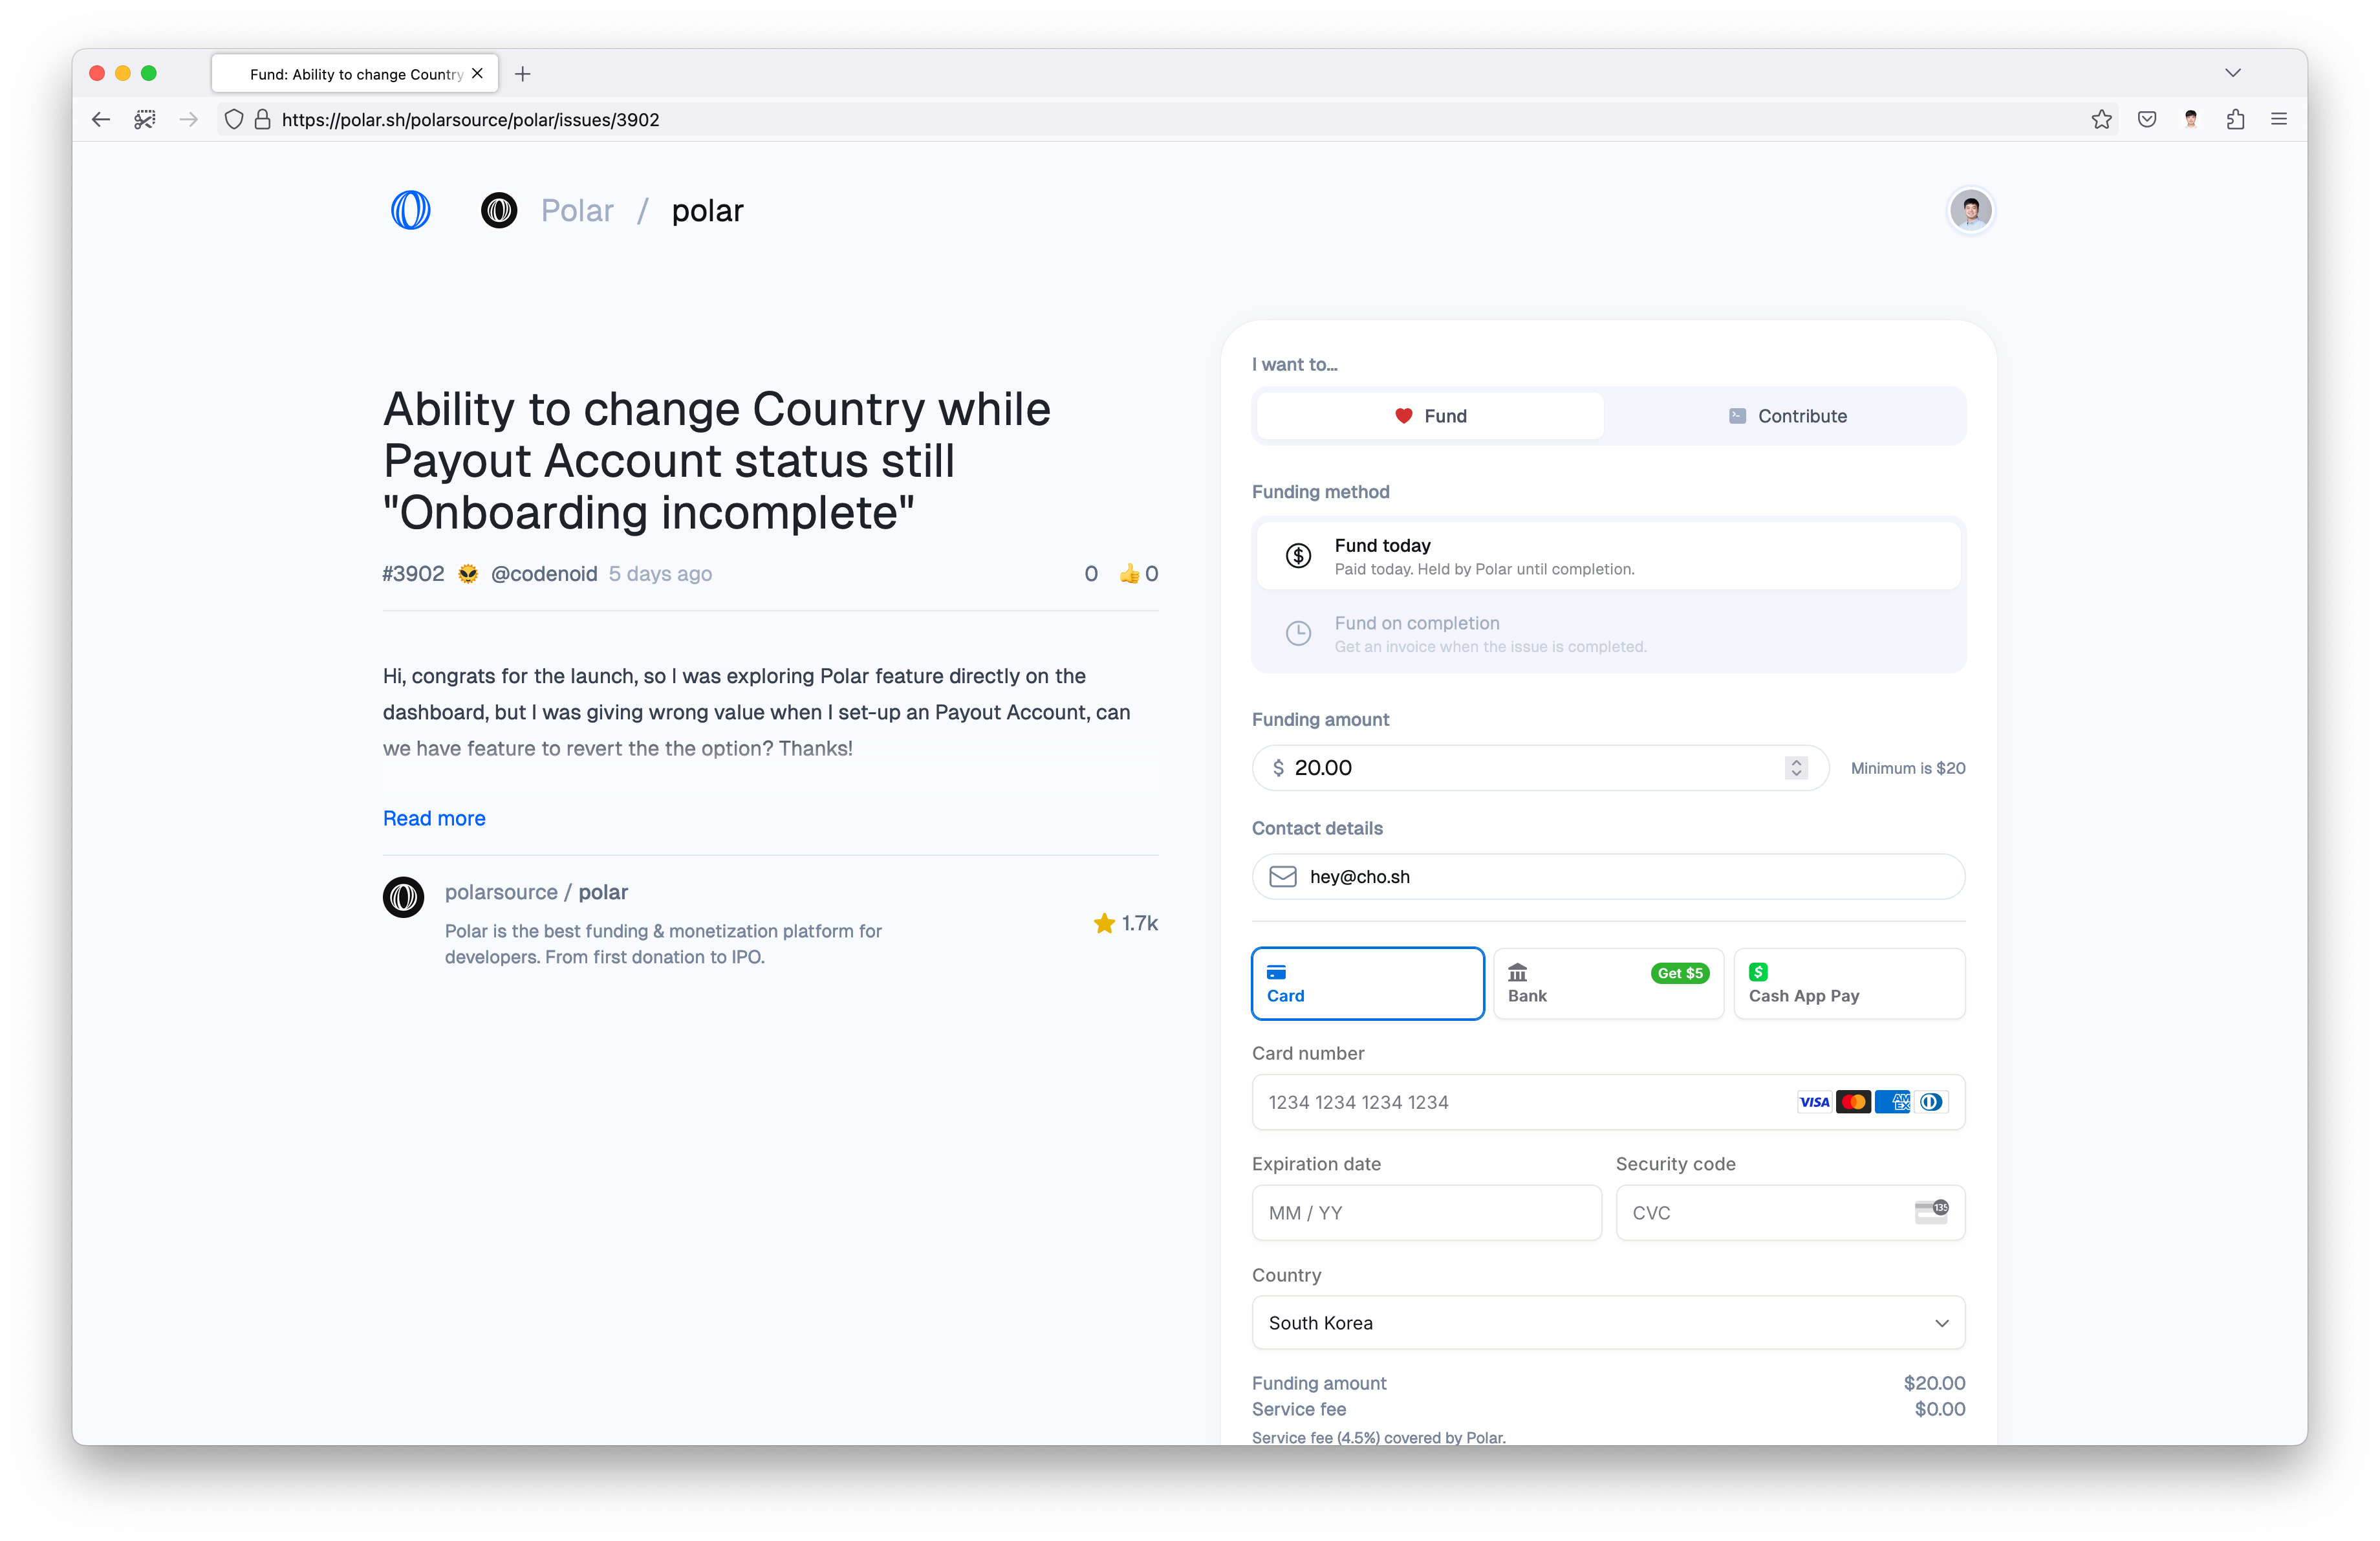 Fund: Ability to change Country
https://polar.sh/polarsource/polar/issues/3902
Polar / polar
Ability to change Country while
Payout Account status still
"Onboarding incomplete"
#3902 @codenoid 5 days ago 0 0
Hi, congrats for the launch, so I was exploring Polar feature directly on the
dashboard, but I was giving wrong value when I set-up an Payout Account, can
we have feature to revert the the option? Thanks!
Read more
polarsource / polar
Polar is the best funding & monetization platform for
developers. From first donation to IPO.
1.7k
I want to...
Fund
Contribute
Funding method
Fund today
Paid today. Held by Polar until completion.
Fund on completion
Get an invoice when the issue is completed.
Funding amount
$ 20.00
Minimum is $20
Contact details
hey@cho.sh
Card
Bank
Get $5
Cash App Pay
Card number
1234 1234 1234 1234
VISA
AM
EX
Expiration date
Security code
MM / YY
CVC
135
Country
South Korea
Funding amount $20.00
Service fee $0.00
Service fee (4.5%) covered by Polar.